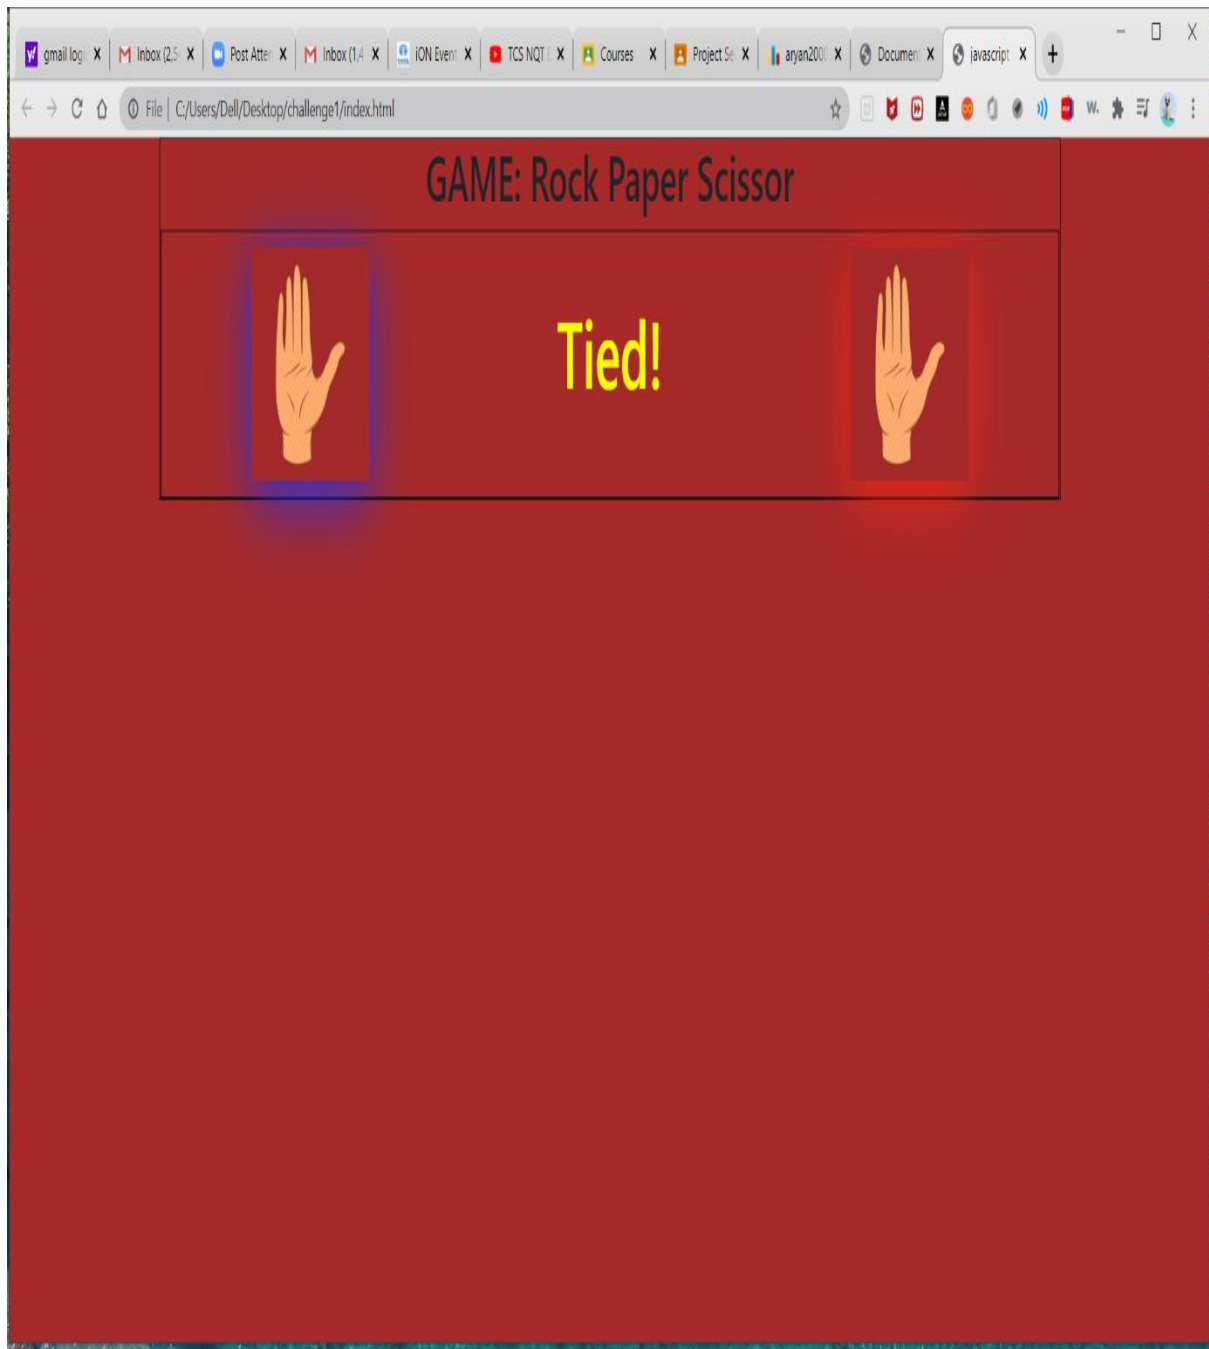 gmail log
Inbox (2,5
Post Atten
Inbox (1,4
iON Event
TCS NQT
Courses
Project Se
aryan200
Documen
javascript
File | C:/Users/Dell/Desktop/challenge1/index.html
W.
GAME: Rock Paper Scissor
Tied!